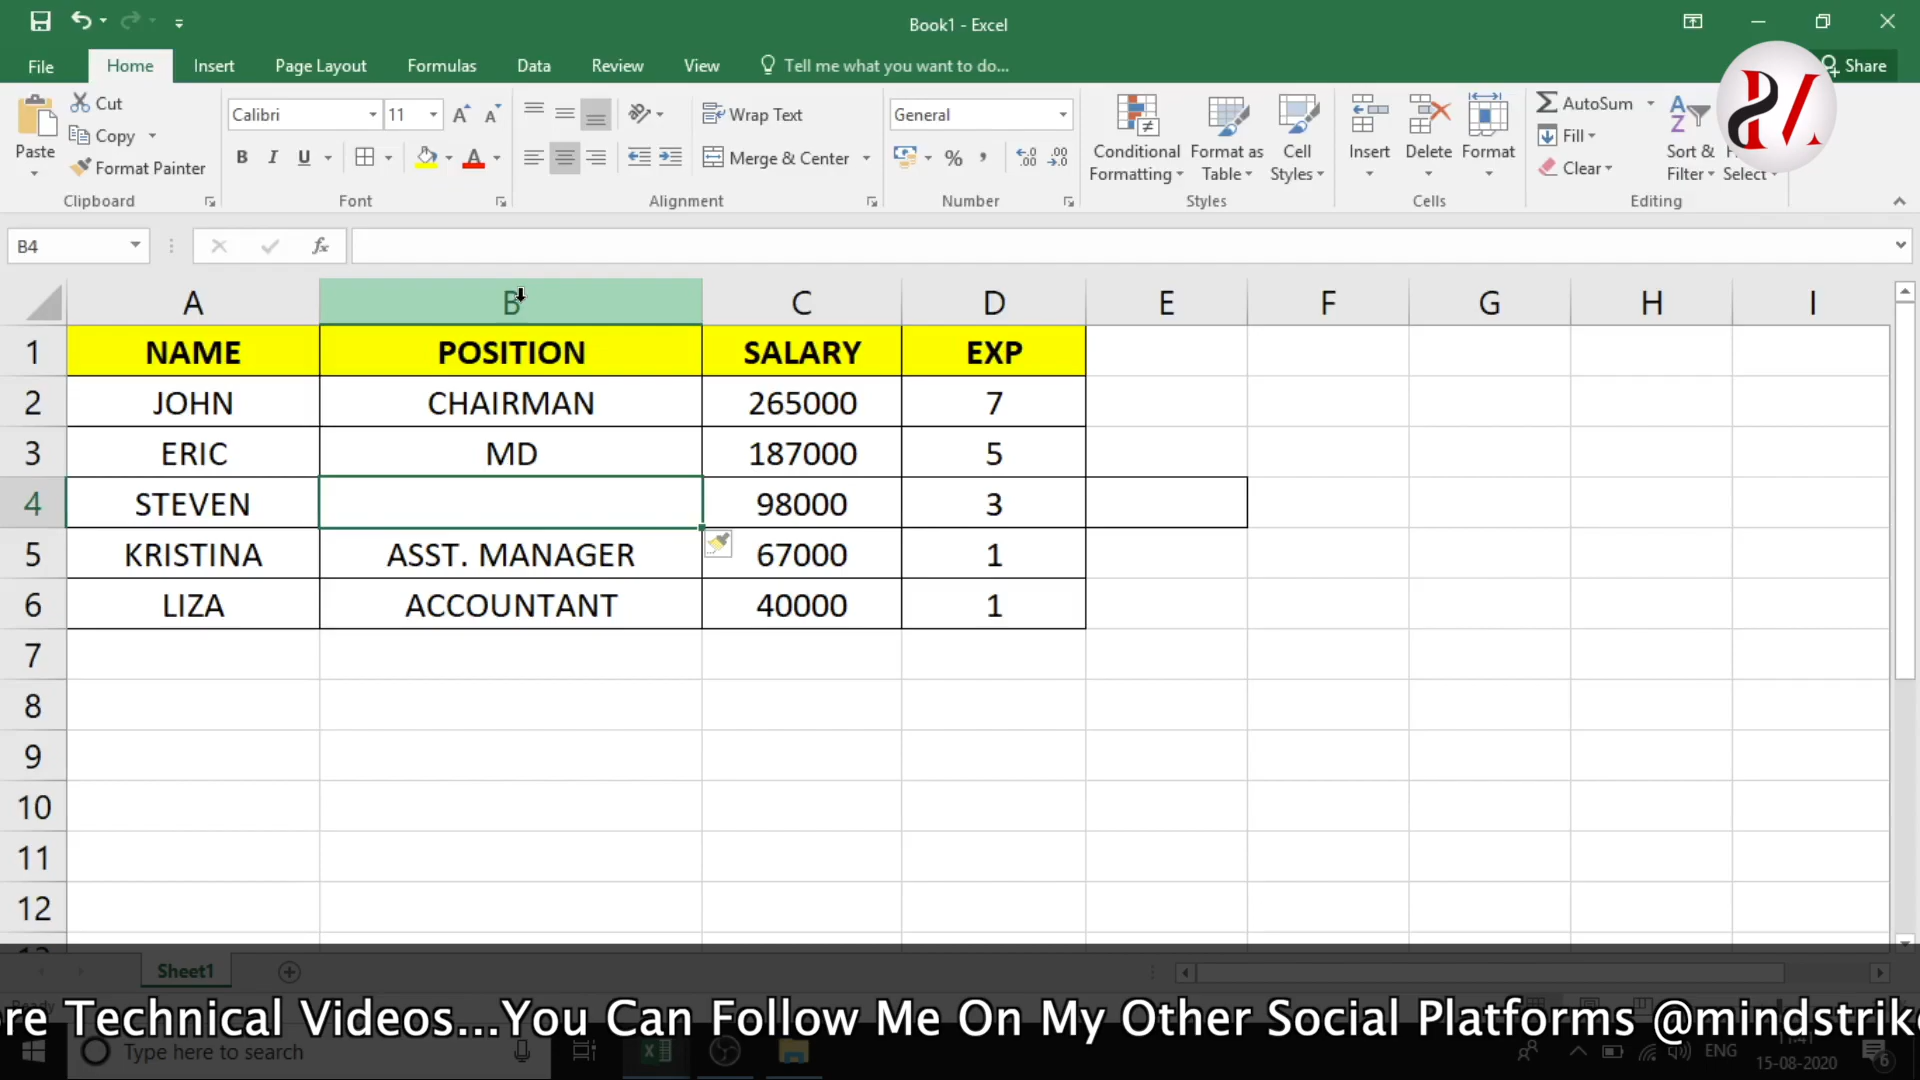 Book1 - Excel
File Home Insert Page Layout Formulas Data Review View Tell me what you want to do... Share
Cut
Copy
Format Painter
Paste
Clipboard
Calibri 11
B I U
Font
Wrap Text
Merge & Center
Alignment
General
%
Number
Conditional Formatting
Format as Table
Cell Styles
Styles
Insert Delete Format
Cells
AutoSum
Fill
Clear
Sort & Filter
Select
Editing
B4
fx
A B C D E F G H I
1 NAME POSITION SALARY EXP
2 JOHN CHAIRMAN 265000 7
3 ERIC MD 187000 5
4 STEVEN 98000 3
5 KRISTINA ASST. MANAGER 67000 1
6 LIZA ACCOUNTANT 40000 1
7
8
9
10
11
12
Sheet1
re Technical Videos...You Can Follow Me On My Other Social Platforms @mindstrik
Type here to search
ENG
15-08-2020
6